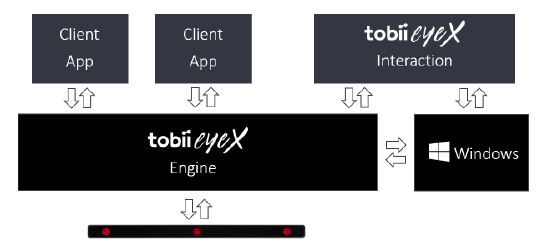 Client
App
Client
App
tobii eyeX
Interaction
tobii eyeX
Engine
Windows